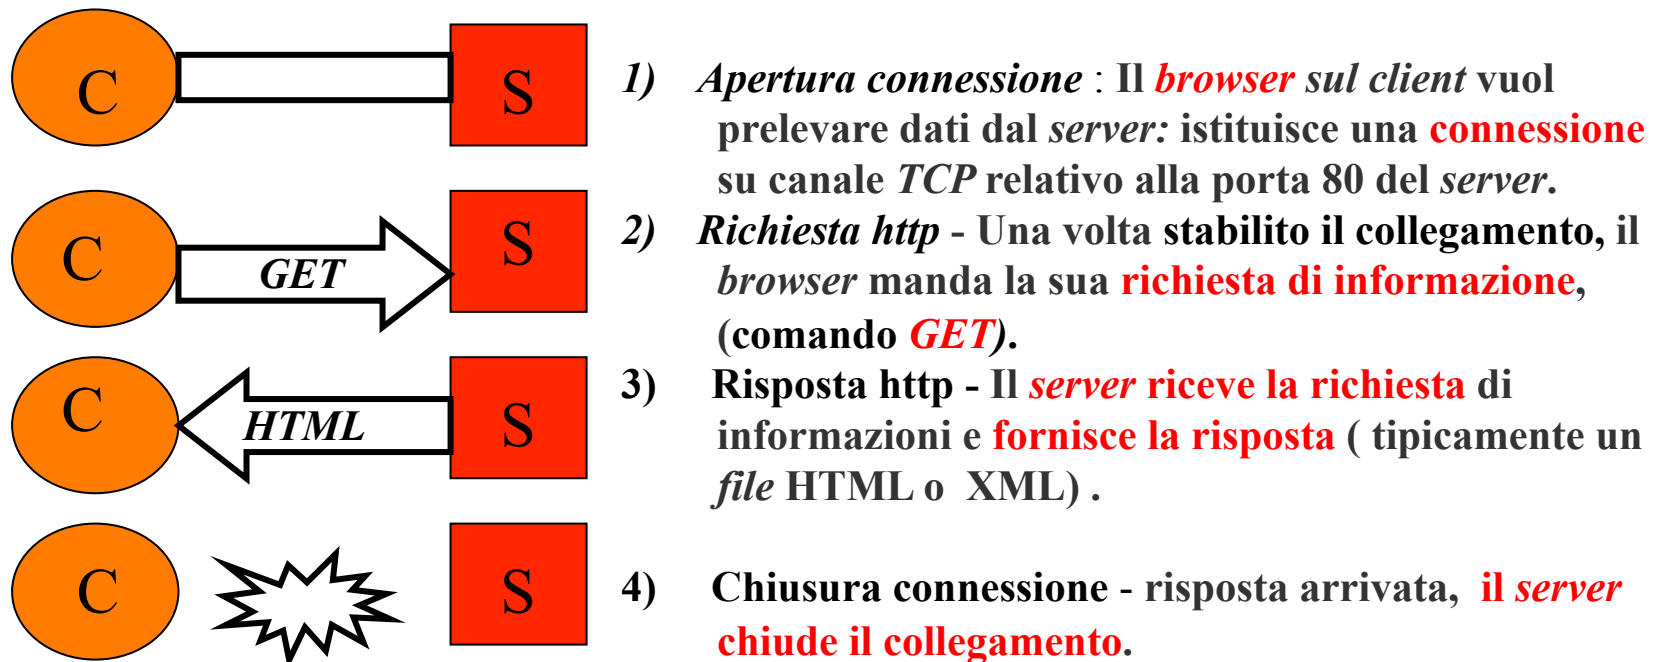 C S
1) Apertura connessione : Il browser sul client vuol
prelevare dati dal server: istituisce una connessione
su canale TCP relativo alla porta 80 del server.
C GET S
2) Richiesta http - Una volta stabilito il collegamento, il
browser manda la sua richiesta di informazione,
(comando GET).
C HTML S
3) Risposta http - Il server riceve la richiesta di
informazioni e fornisce la risposta ( tipicamente un
file HTML o XML) .
C S
4) Chiusura connessione - risposta arrivata, il server
chiude il collegamento.